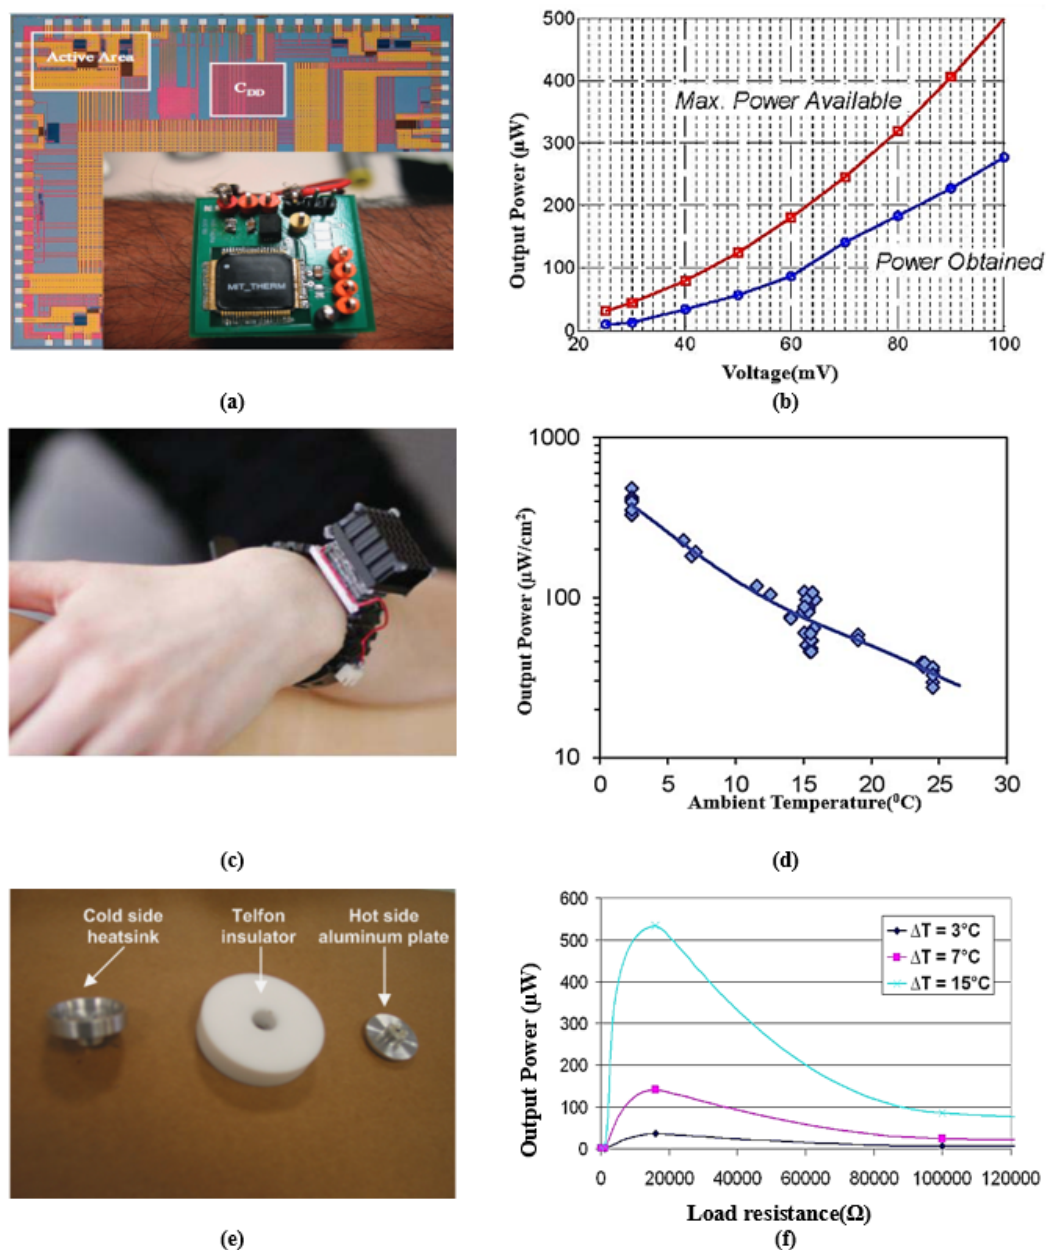 Active Area
C_DD
MIT_THERM
(a)
500
400
300
200
100
0
Output Power (μW)
Max. Power Available
Power Obtained
20 40 60 80 100
Voltage(mV)
(b)
(c)
1000
100
10
Output Power (μW/cm²)
0 5 10 15 20 25 30
Ambient Temperature(⁰C)
(d)
Cold side
heatsink
Telfon
insulator
Hot side
aluminum plate
(e)
600
500
400
300
200
100
0
Output Power (μW)
ΔT = 3°C
ΔT = 7°C
ΔT = 15°C
0 20000 40000 60000 80000 100000 120000
Load resistance(Ω)
(f)